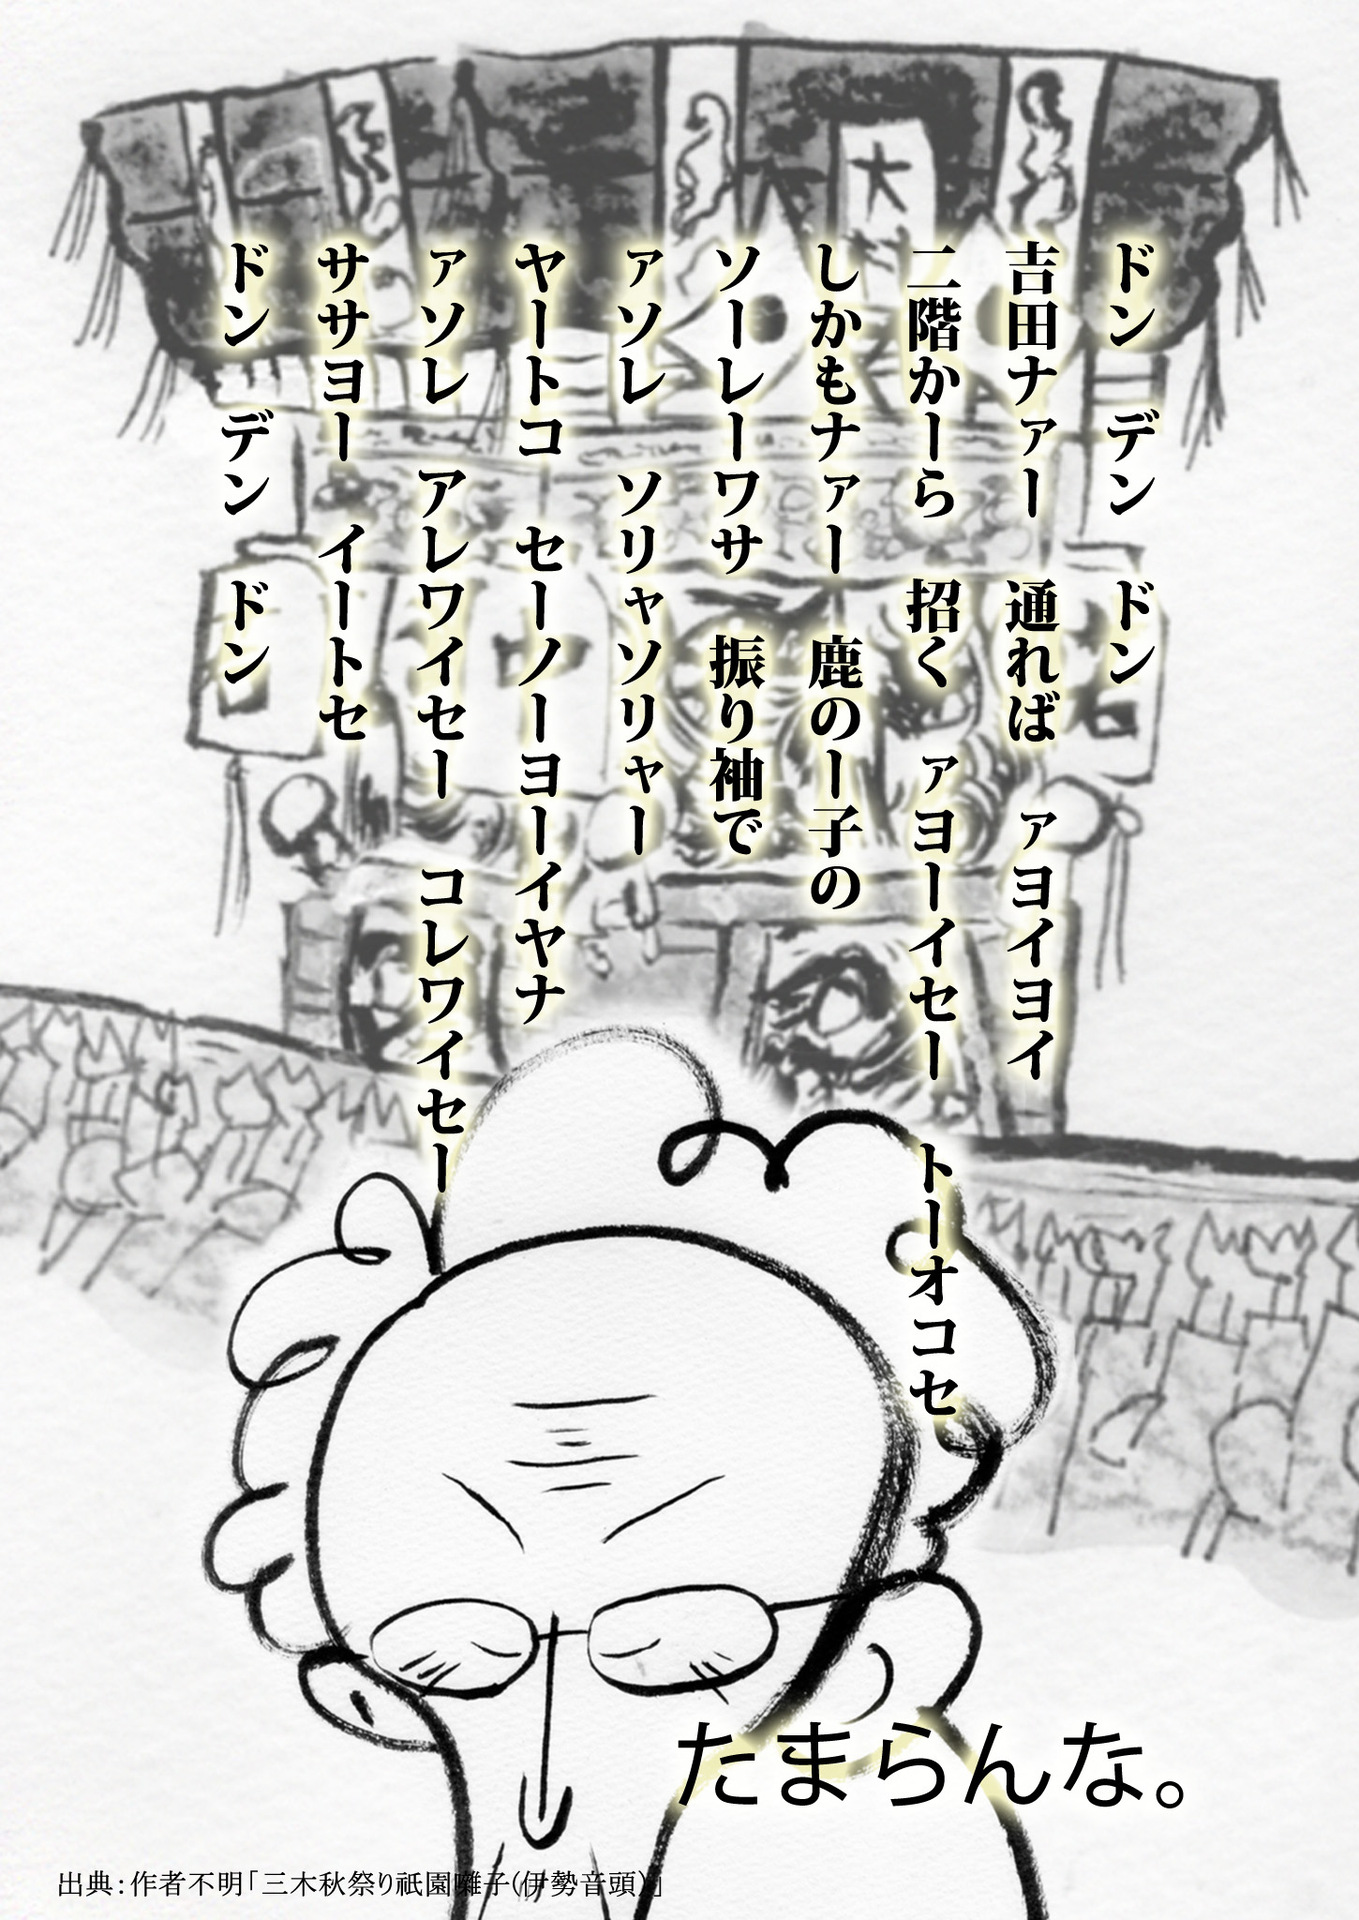 大
ドン　デン　ドン
吉田ナァー　通れば　ァヨイヨイ
二階かーら　招く　ァヨーイセー　トーオコセ
しかもナァー　鹿のー子の
ソーレーワサ　振り袖で
ァソレ　ソリャソリャー
ヤートコ　セーノーヨーイヤナ
ァソレ　アレワイセー　コレワイセー
ササヨー　イートセ
ドン　デン　ドン
たまらんな。
出典：作者不明「三木秋祭り祇園囃子(伊勢音頭)」